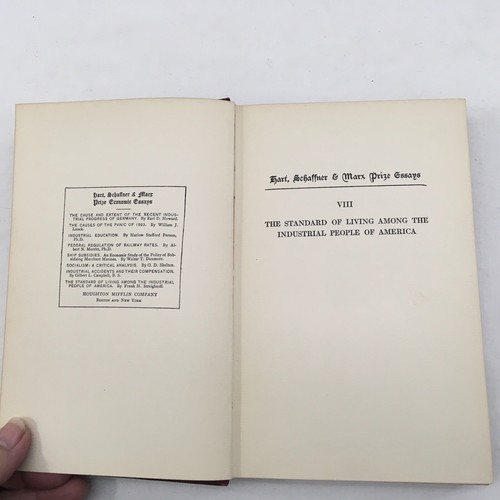 Hart, Schaffner & Marx
Prize Economic Essays
THE CAUSE AND EXTENT OF THE RECENT INDUS-
TRIAL PROGRESS OF GERMANY. By Earl D. Howard.
THE CAUSES OF THE PANIC OF 1893. By William J.
Lauck.
INDUSTRIAL EDUCATION. By Harlow Stafford Person,
Ph.D.
FEDERAL REGULATION OF RAILWAY RATES. By Al-
bert N. Merritt, Ph.D.
SHIP SUBSIDIES. An Economic Study of the Policy of Sub-
sidizing Merchant Marines. By Walter T. Dunmore.
SOCIALISM: A CRITICAL ANALYSIS. By O. D. Skelton.
INDUSTRIAL ACCIDENTS AND THEIR COMPENSATION.
By Gilbert L. Campbell, B. S.
THE STANDARD OF LIVING AMONG THE INDUSTRIAL
PEOPLE OF AMERICA. By Frank H. Streightoff.
HOUGHTON MIFFLIN COMPANY
BOSTON AND NEW YORK
Hart, Schaffner & Marx Prize Essays
VIII
THE STANDARD OF LIVING AMONG THE
INDUSTRIAL PEOPLE OF AMERICA